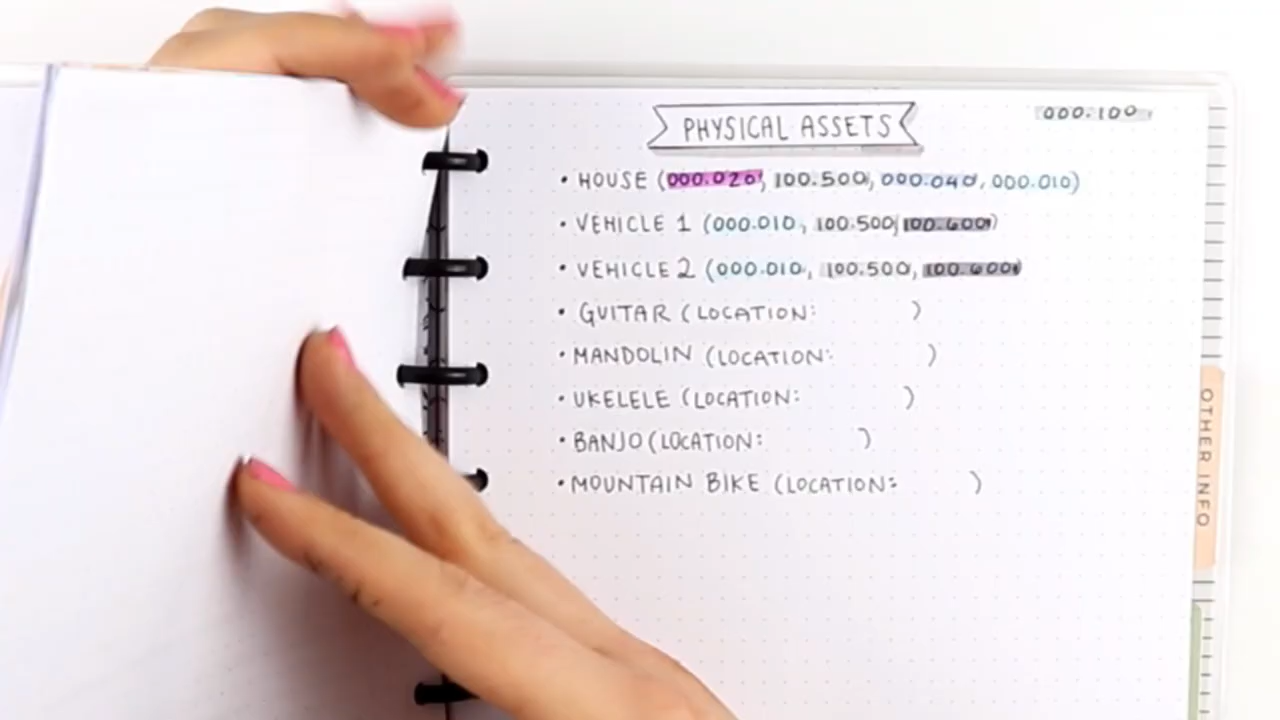 PHYSICAL ASSETS
000.100
• HOUSE (000.020, 100.500, 000.040, 000.010)
• VEHICLE 1 (000.010, 100.500, 100.600)
• VEHICLE 2 (000.010, 100.500, 100.600)
• GUITAR (LOCATION: )
• MANDOLIN (LOCATION: )
• UKELELE (LOCATION: )
• BANJO (LOCATION: )
• MOUNTAIN BIKE (LOCATION: )
OTHER INFO